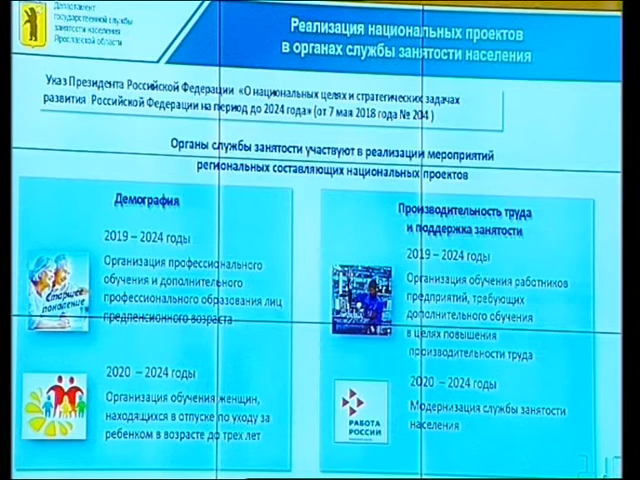 Департамент
государственной службы
занятости населения
Ярославской области
Реализация национальных проектов
в органах службы занятости населения
Указ Президента Российской Федерации «О национальных целях и стратегических задачах
развития Российской Федерации на период до 2024 года» (от 7 мая 2018 года № 204 )
Органы службы занятости участвуют в реализации мероприятий
региональных составляющих национальных проектов
Демография
2019 – 2024 годы
Организация профессионального
обучения и дополнительного
профессионального образования лиц
предпенсионного возраста
Старшее
поколение
2020 – 2024 годы
Организация обучения женщин,
находящихся в отпуске по уходу за
ребенком в возрасте до трех лет
Производительность труда
и поддержка занятости
2019 – 2024 годы
Организация обучения работников
предприятий, требующих
дополнительного обучения
в целях повышения
производительности труда
2020 – 2024 годы
Модернизация службы занятости
населения
РАБОТА
РОССИИ